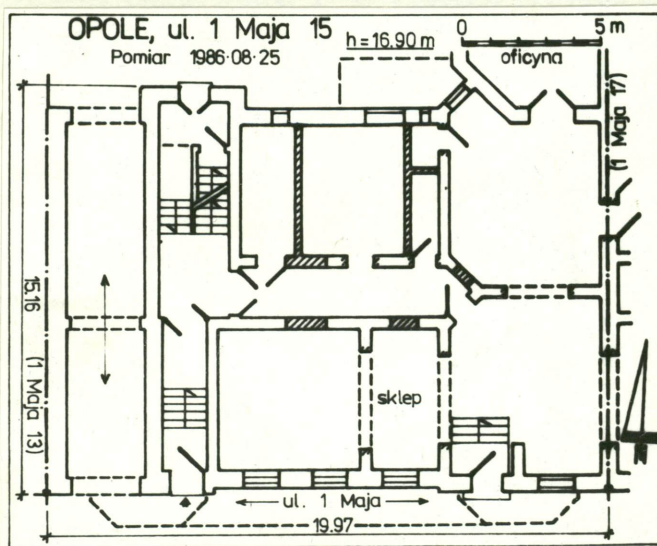 OPOLE, ul. 1 Maja 15
Pomiar 1986·08·25
h=16.90 m
0 5 m
oficyna
(1 Maja 17)
15.16
(1 Maja 13)
sklep
ul. 1 Maja
19.97